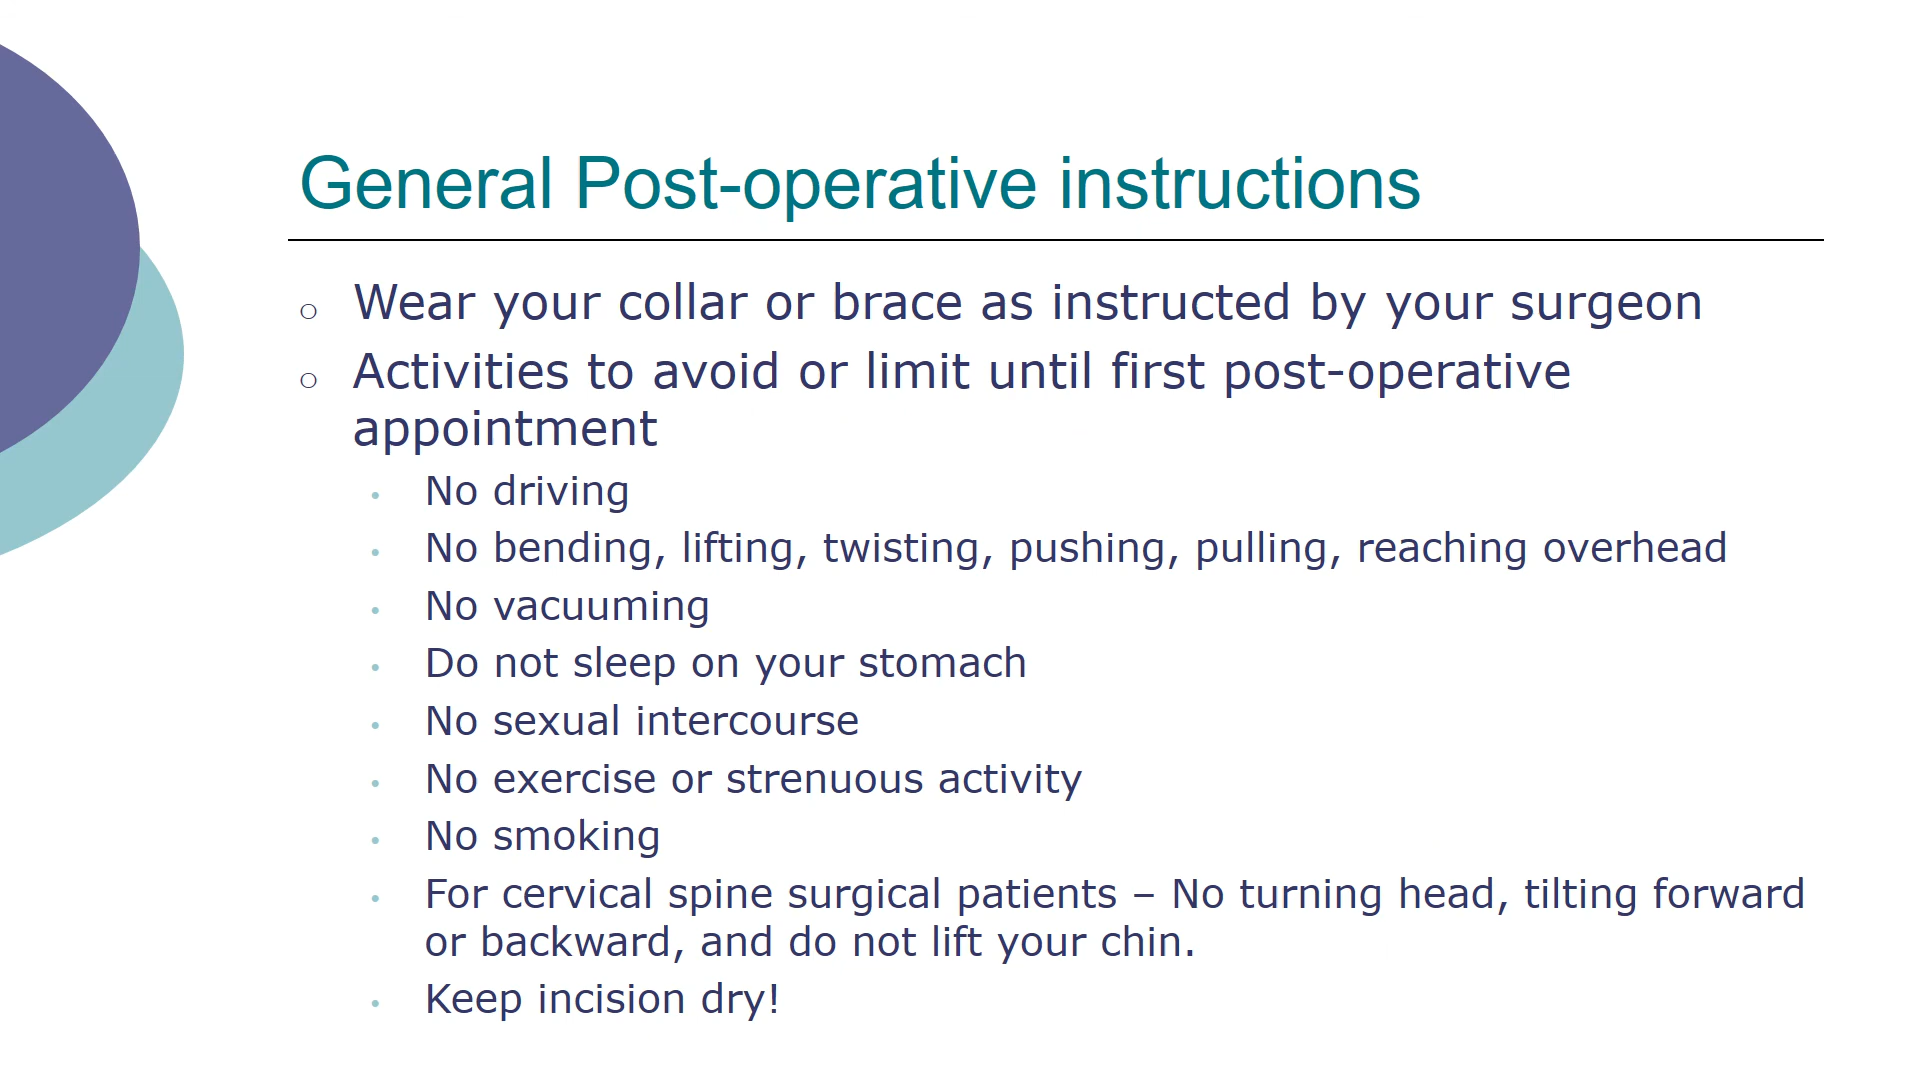 General Post-operative instructions
○ Wear your collar or brace as instructed by your surgeon
○ Activities to avoid or limit until first post-operative
appointment
• No driving
• No bending, lifting, twisting, pushing, pulling, reaching overhead
• No vacuuming
• Do not sleep on your stomach
• No sexual intercourse
• No exercise or strenuous activity
• No smoking
• For cervical spine surgical patients – No turning head, tilting forward
or backward, and do not lift your chin.
• Keep incision dry!